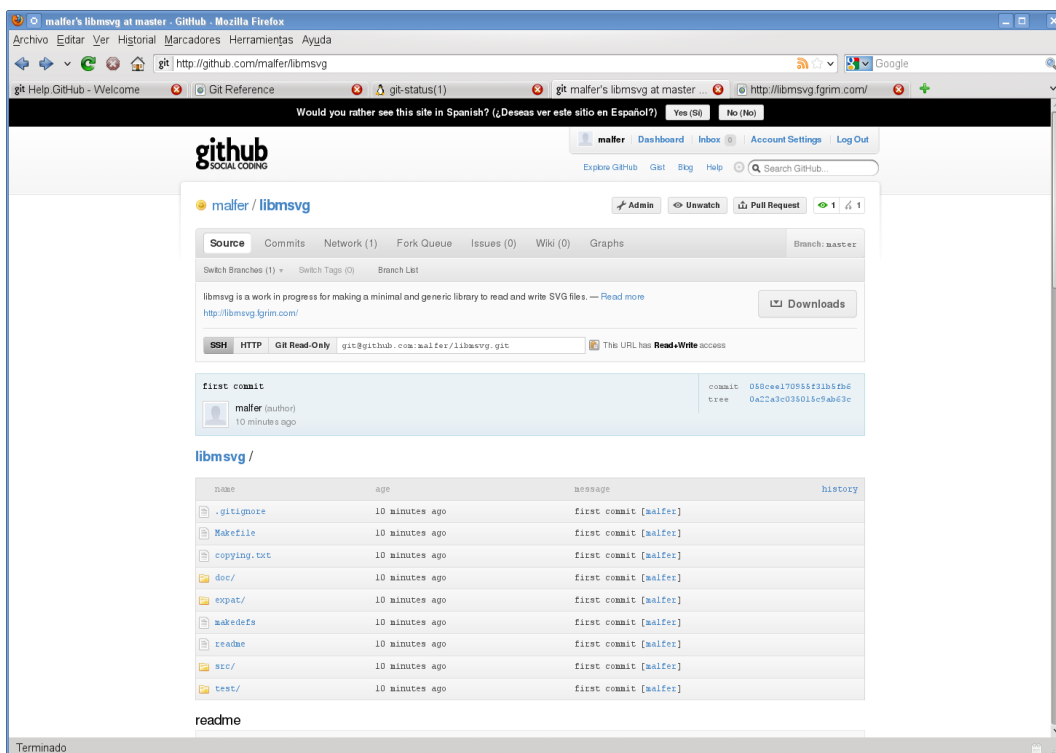 malfer's libmsvg at master - GitHub - Mozilla Firefox
Archivo Editar Ver Historial Marcadores Herramientas Ayuda
git http://github.com/malfer/libmsvg Google
git Help.GitHub - Welcome Git Reference git-status(1) git malfer's libmsvg at master ... http://libmsvg.fgrim.com/
Would you rather see this site in Spanish? (¿Deseas ver este sitio en Español?) Yes (Sí) No (No)
github
SOCIAL CODING
malfer Dashboard Inbox 0 Account Settings Log Out
Explore GitHub Gist Blog Help Search GitHub...
malfer / libmsvg Admin Unwatch Pull Request 1 1
Source Commits Network (1) Fork Queue Issues (0) Wiki (0) Graphs Branch: master
Switch Branches (1) Switch Tags (0) Branch List
libmsvg is a work in progress for making a minimal and generic library to read and write SVG files. — Read more
http://libmsvg.fgrim.com/
Downloads
SSH HTTP Git Read-Only git@github.com:malfer/libmsvg.git This URL has Read+Write access
first commit
commit 058cee170955f31b5fb6
tree 0a22a3c035015c9ab63c
malfer (author)
10 minutes ago
libmsvg /
name age message history
.gitignore 10 minutes ago first commit [malfer]
Makefile 10 minutes ago first commit [malfer]
copying.txt 10 minutes ago first commit [malfer]
doc/ 10 minutes ago first commit [malfer]
expat/ 10 minutes ago first commit [malfer]
makedefs 10 minutes ago first commit [malfer]
readme 10 minutes ago first commit [malfer]
src/ 10 minutes ago first commit [malfer]
test/ 10 minutes ago first commit [malfer]
readme
Terminado